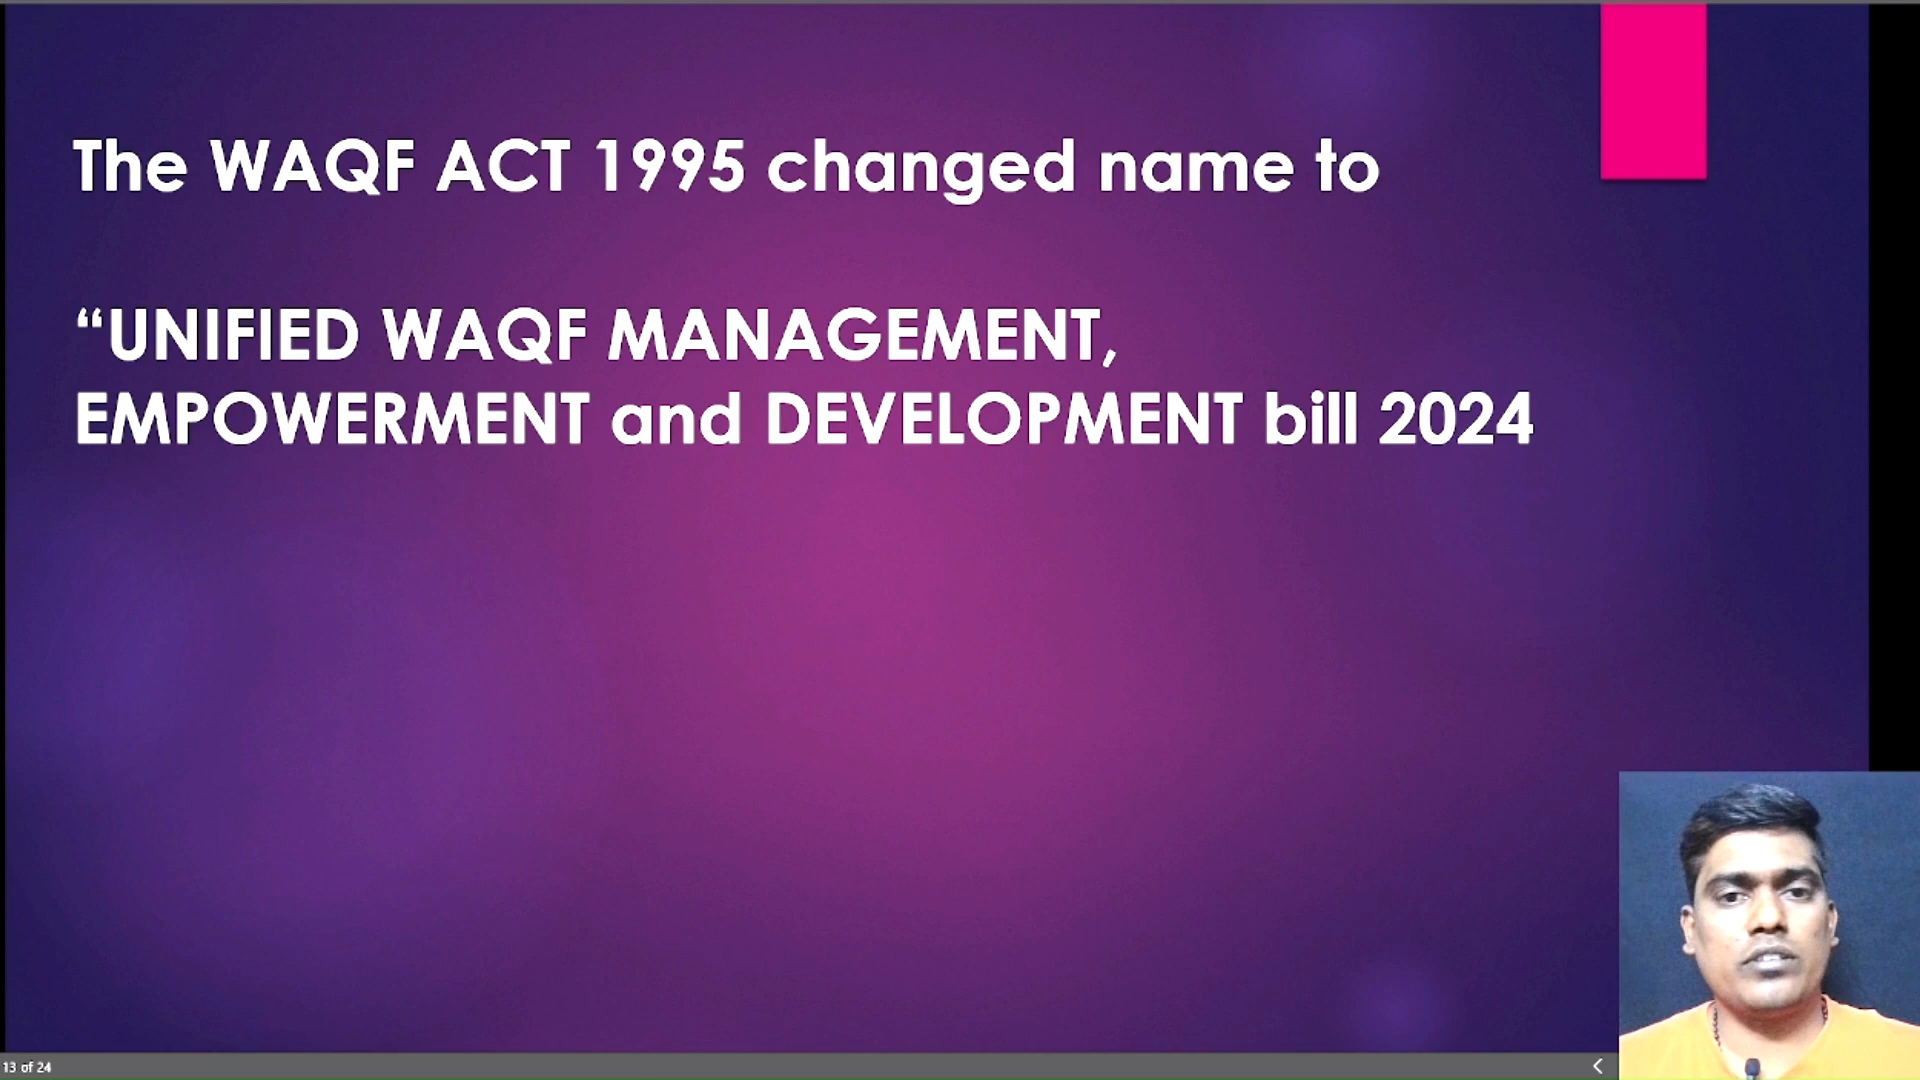 The WAQF ACT 1995 changed name to
“UNIFIED WAQF MANAGEMENT,
EMPOWERMENT and DEVELOPMENT bill 2024
13 of 24